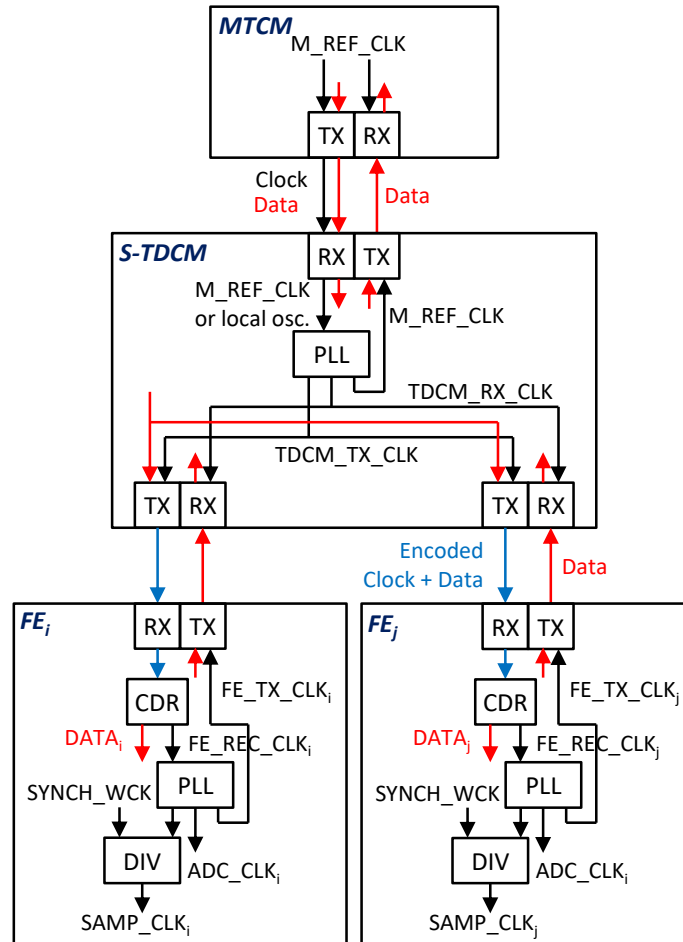 MTCM
M_REF_CLK
TX RX
Clock
Data
Data
S-TDCM
RX TX
M_REF_CLK
or local osc.
M_REF_CLK
PLL
TDCM_RX_CLK
TDCM_TX_CLK
TX RX
TX RX
Encoded
Clock + Data
Data
FEi
RX TX
FE_TX_CLKi
CDR
DATAi
FE_REC_CLKi
PLL
SYNCH_WCK
DIV
ADC_CLKi
SAMP_CLKi
FEj
RX TX
FE_TX_CLKj
CDR
DATAj
FE_REC_CLKj
PLL
SYNCH_WCK
DIV
ADC_CLKi
SAMP_CLKj